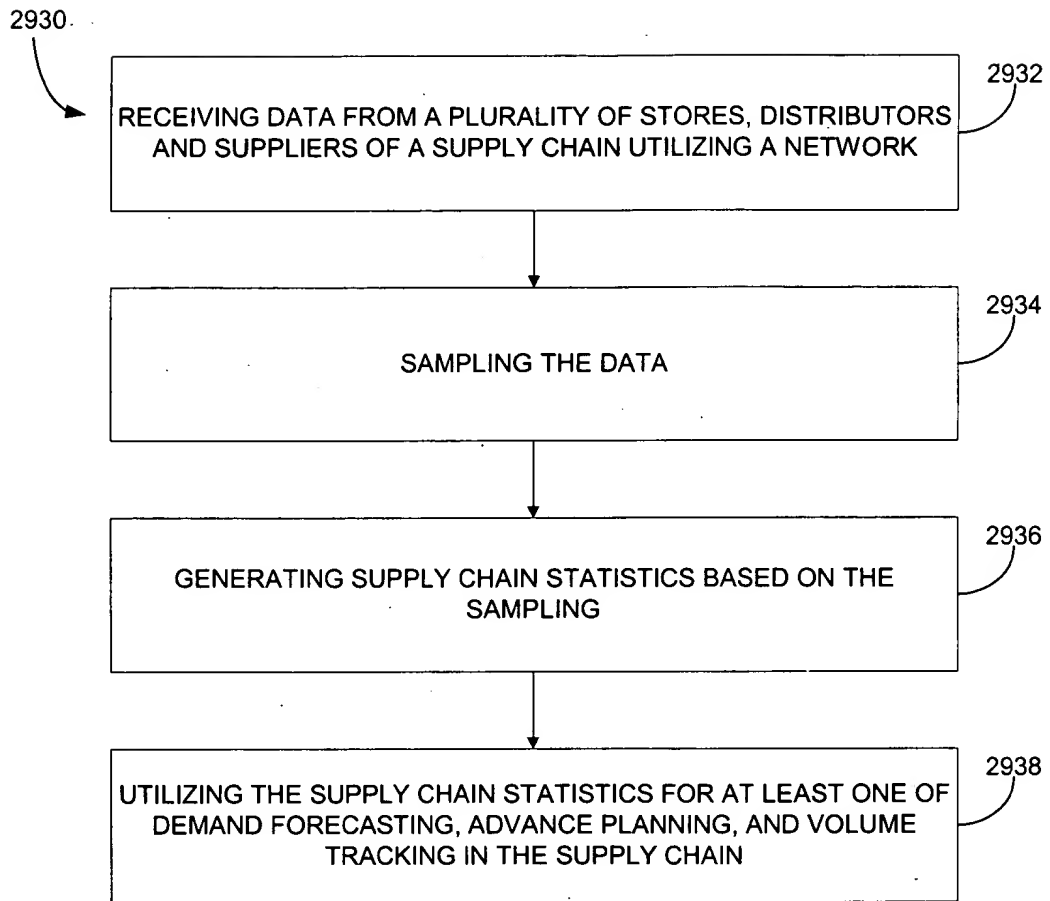 2930
2932
RECEIVING DATA FROM A PLURALITY OF STORES, DISTRIBUTORS
AND SUPPLIERS OF A SUPPLY CHAIN UTILIZING A NETWORK
2934
SAMPLING THE DATA
2936
GENERATING SUPPLY CHAIN STATISTICS BASED ON THE
SAMPLING
2938
UTILIZING THE SUPPLY CHAIN STATISTICS FOR AT LEAST ONE OF
DEMAND FORECASTING, ADVANCE PLANNING, AND VOLUME
TRACKING IN THE SUPPLY CHAIN